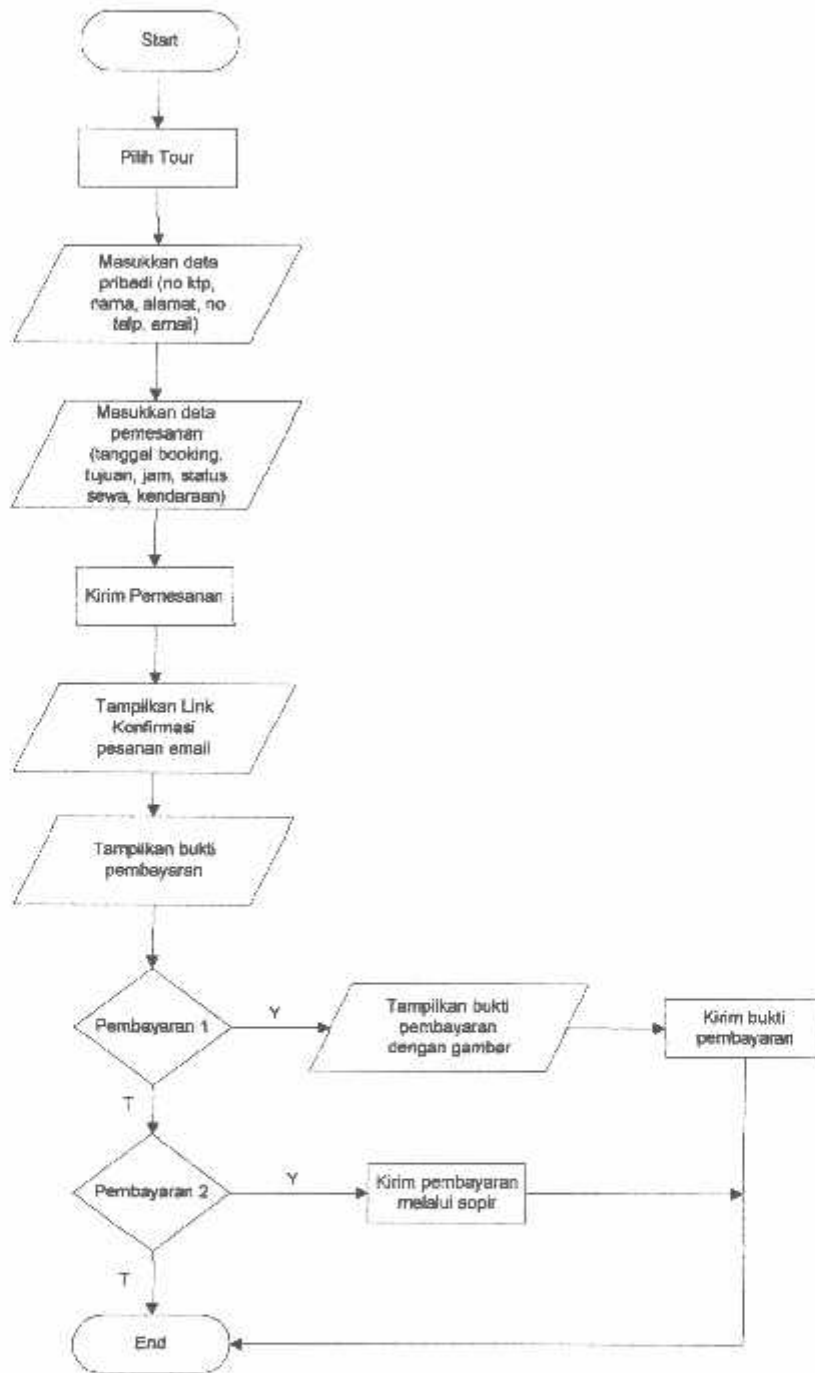 Start
Pilih Tour
Masukkan data
pribadi (no ktp,
nama, alamat, no
telp, email)
Masukkan data
pemesanan
(tanggal booking,
tujuan, jam, status
sewa, kendaraan)
Kirim Pemesanan
Tampilkan Link
Konfirmasi
pesanan email
Tampilkan bukti
pembayaran
Pembayaran 1
Y
Tampilkan bukti
pembayaran
dengan gambar
Kirim bukti
pembayaran
T
Pembayaran 2
Y
Kirim pembayaran
melalui sopir
T
End